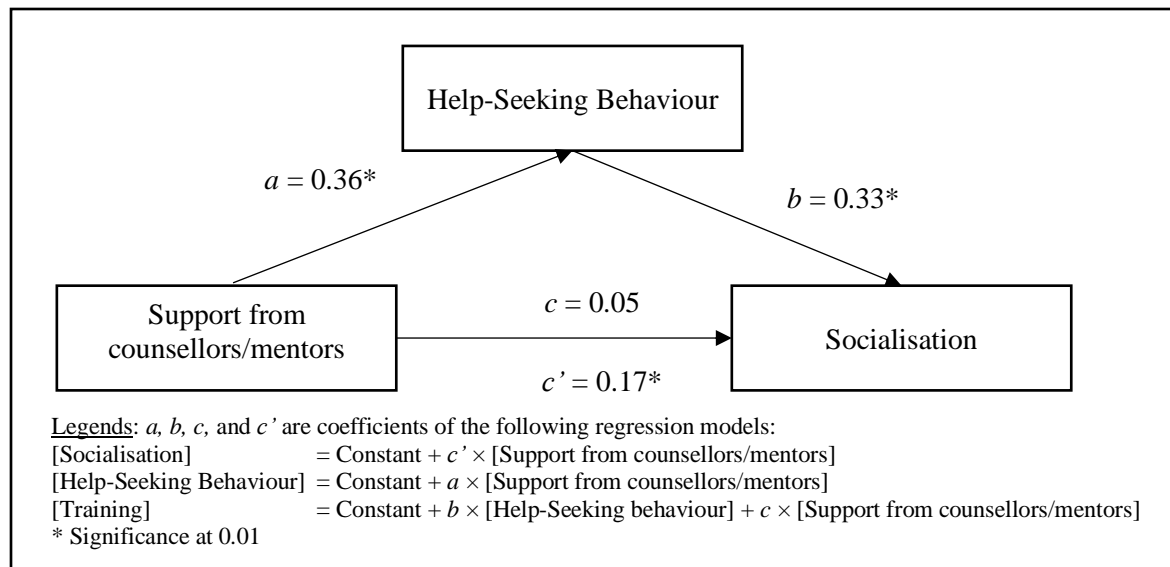 Help-Seeking Behaviour
a = 0.36*
b = 0.33*
Support from
counsellors/mentors
c = 0.05
Socialisation
c’ = 0.17*
Legends: a, b, c, and c’ are coefficients of the following regression models:
[Socialisation] = Constant + c’ × [Support from counsellors/mentors]
[Help-Seeking Behaviour] = Constant + a × [Support from counsellors/mentors]
[Training] = Constant + b × [Help-Seeking behaviour] + c × [Support from counsellors/mentors]
* Significance at 0.01